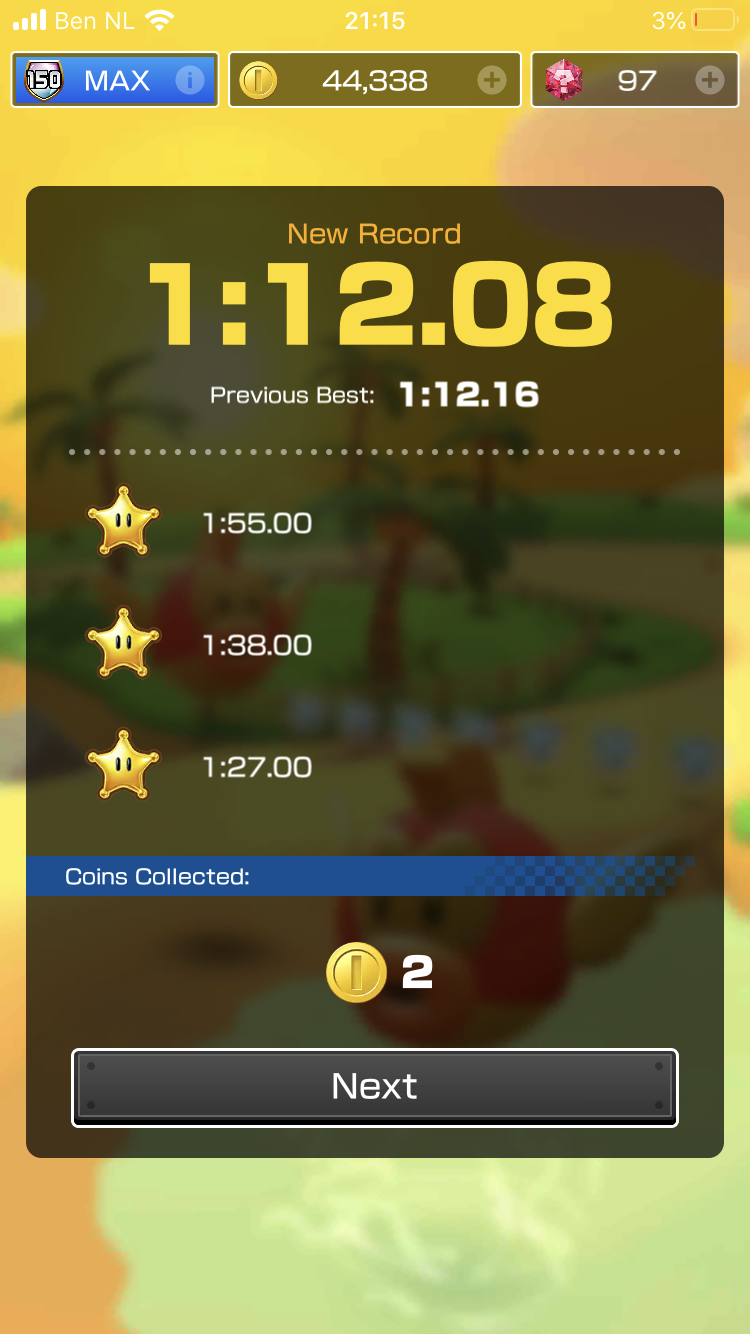 Ben NL 21:15 3%
150 MAX i 44,338 + 97 +
New Record
1:12.08
Previous Best: 1:12.16
1:55.00
1:38.00
1:27.00
Coins Collected:
2
Next